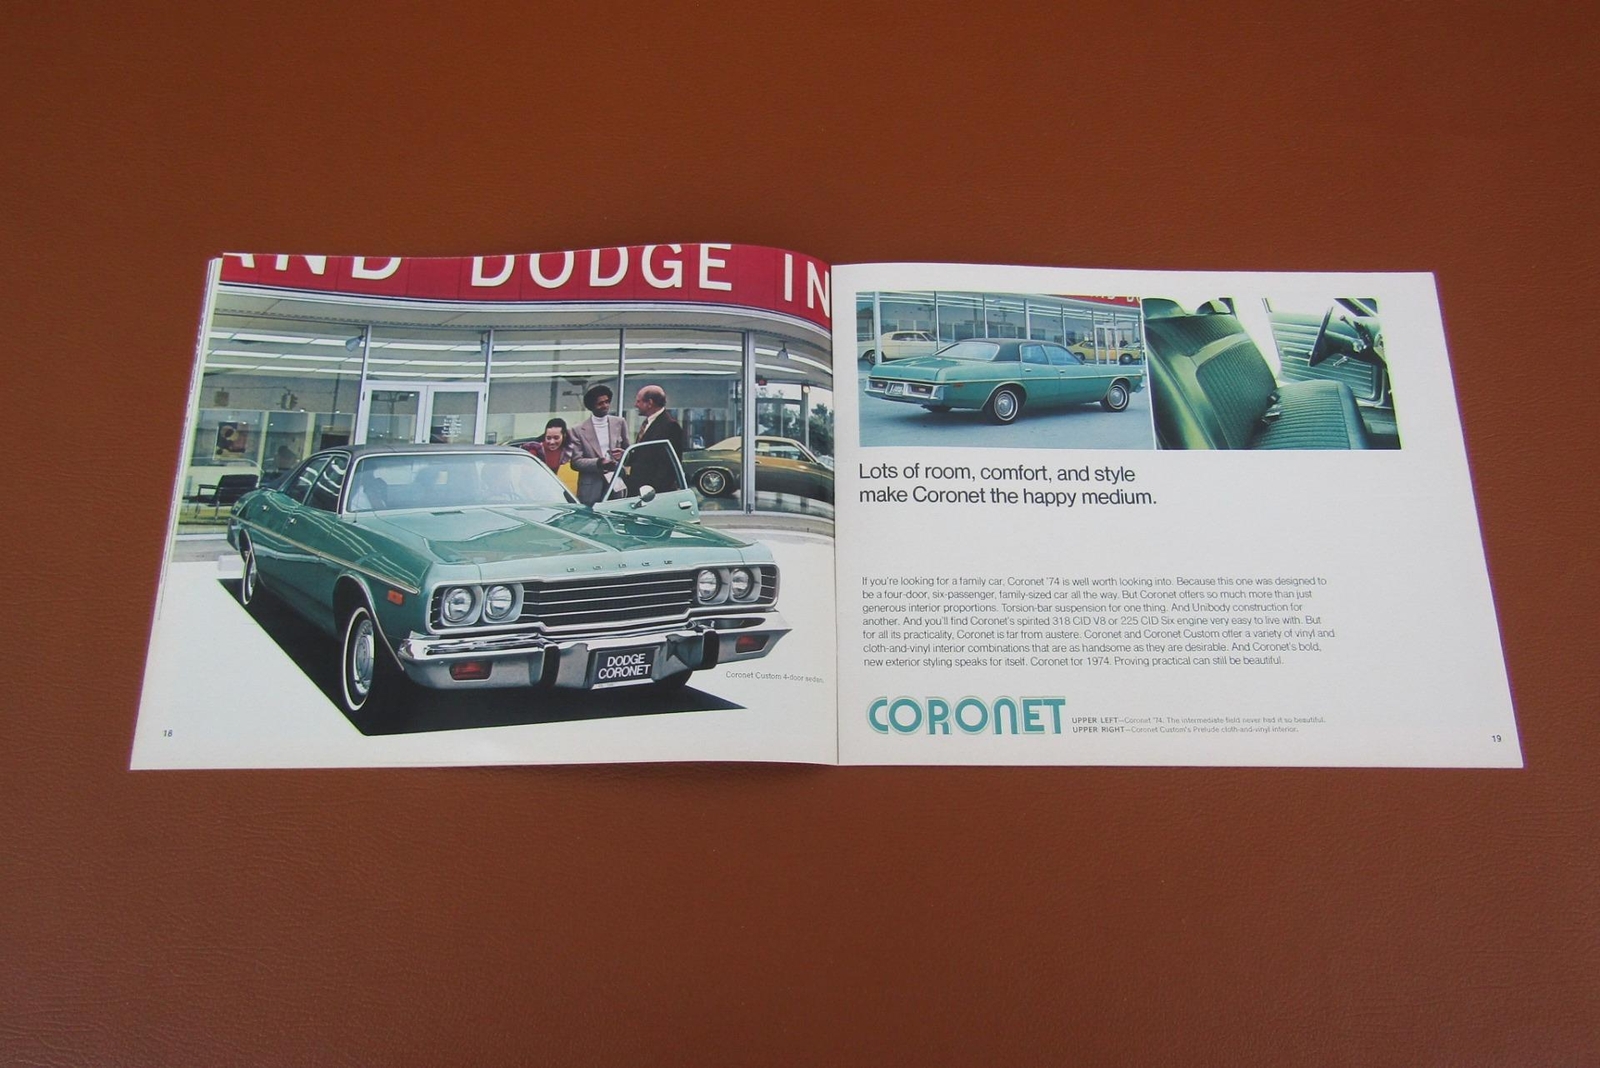 AND DODGE IN
DODGE
DODGE
CORONET
Coronet Custom 4-door sedan.
18
Lots of room, comfort, and style
make Coronet the happy medium.
If you're looking for a family car, Coronet '74 is well worth looking into. Because this one was designed to
be a four-door, six-passenger, family-sized car all the way. But Coronet offers so much more than just
generous interior proportions. Torsion-bar suspension for one thing. And Unibody construction for
another. And you'll find Coronet's spirited 318 CID V8 or 225 CID Six engine very easy to live with. But
for all its practicality, Coronet is far from austere. Coronet and Coronet Custom offer a variety of vinyl and
cloth-and-vinyl interior combinations that are as handsome as they are desirable. And Coronet's bold,
new exterior styling speaks for itself. Coronet for 1974. Proving practical can still be beautiful.
CORONET
UPPER LEFT—Coronet '74. The intermediate field never had it so beautiful.
UPPER RIGHT—Coronet Custom's Prelude cloth-and-vinyl interior.
19